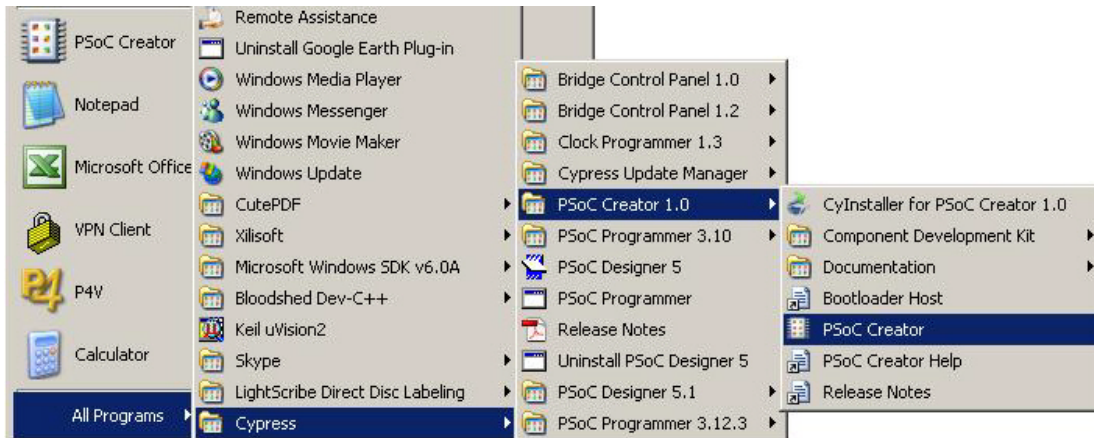 PSoC Creator
Notepad
Microsoft Office
VPN Client
P4V
Calculator
All Programs
Remote Assistance
Uninstall Google Earth Plug-in
Windows Media Player
Windows Messenger
Windows Movie Maker
Windows Update
CutePDF
Xilisoft
Microsoft Windows SDK v6.0A
Bloodshed Dev-C++
Keil uVision2
Skype
LightScribe Direct Disc Labeling
Cypress
Bridge Control Panel 1.0
Bridge Control Panel 1.2
Clock Programmer 1.3
Cypress Update Manager
PSoC Creator 1.0
PSoC Programmer 3.10
PSoC Designer 5
PSoC Programmer
Release Notes
Uninstall PSoC Designer 5
PSoC Designer 5.1
PSoC Programmer 3.12.3
CyInstaller for PSoC Creator 1.0
Component Development Kit
Documentation
Bootloader Host
PSoC Creator
PSoC Creator Help
Release Notes